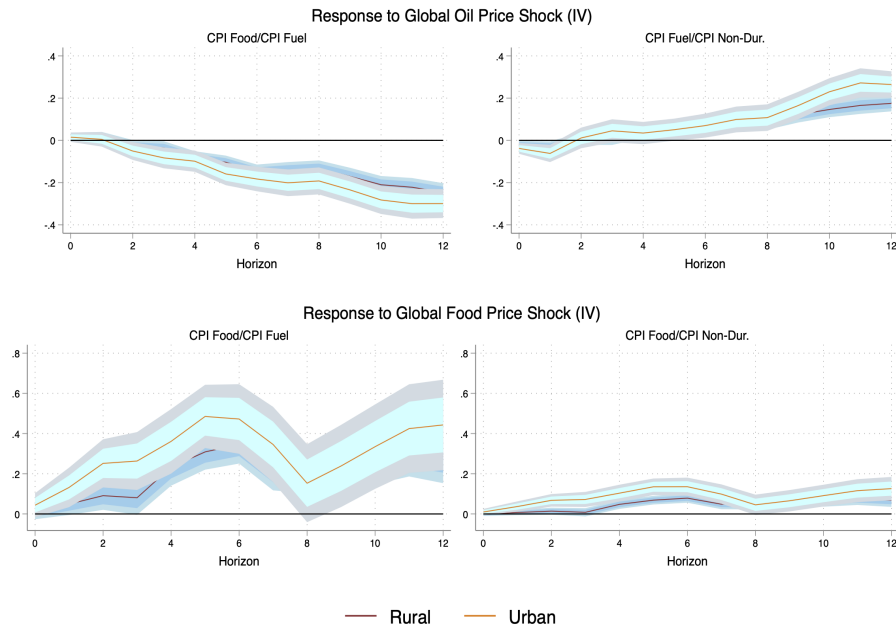 Response to Global Oil Price Shock (IV)
CPI Food/CPI Fuel
CPI Fuel/CPI Non-Dur.
.4
.2
0
-.2
-.4
0 2 4 6 8 10 12
Horizon
.4
.2
0
-.2
-.4
0 2 4 6 8 10 12
Horizon
Response to Global Food Price Shock (IV)
CPI Food/CPI Fuel
CPI Food/CPI Non-Dur.
.8
.6
.4
.2
0
0 2 4 6 8 10 12
Horizon
.8
.6
.4
.2
0
0 2 4 6 8 10 12
Horizon
Rural Urban